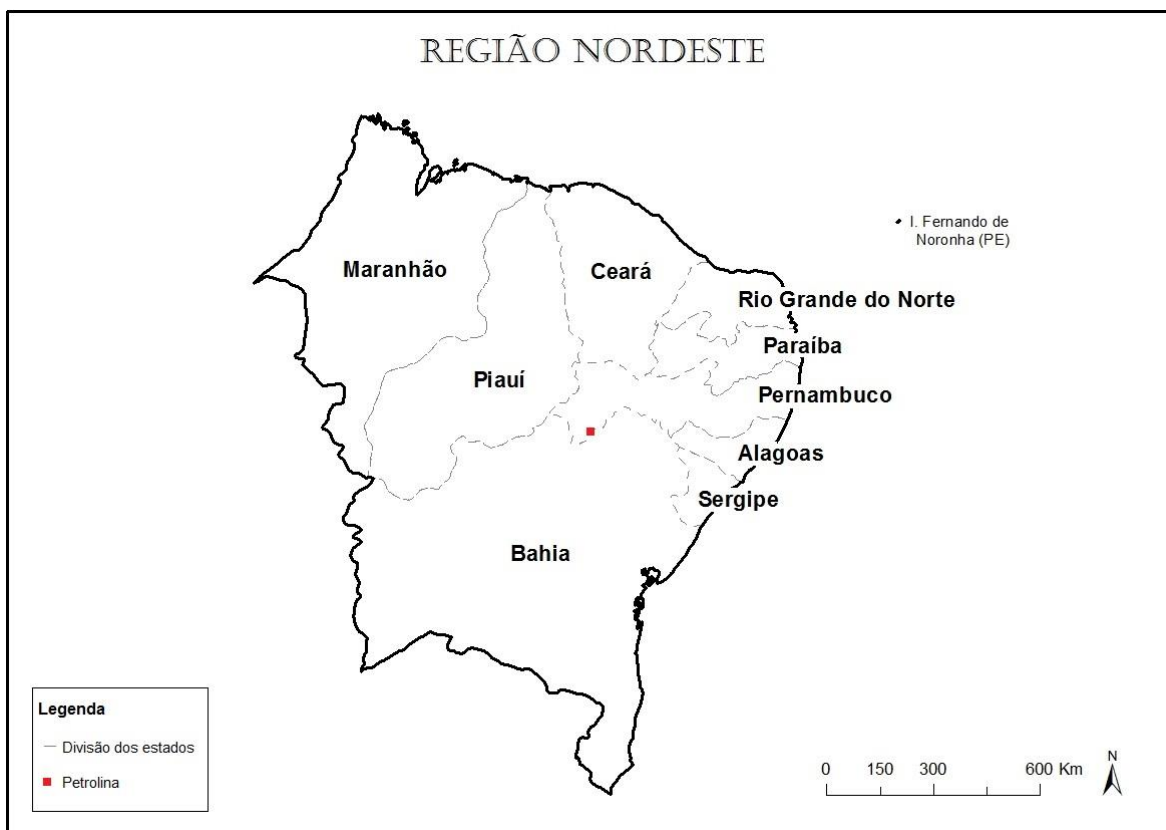 REGIÃO NORDESTE
I. Fernando de
Noronha (PE)
Maranhão
Ceará
Rio Grande do Norte
Paraíba
Piauí
Pernambuco
Alagoas
Sergipe
Bahia
Legenda
Divisão dos estados
Petrolina
0 150 300 600 Km
N